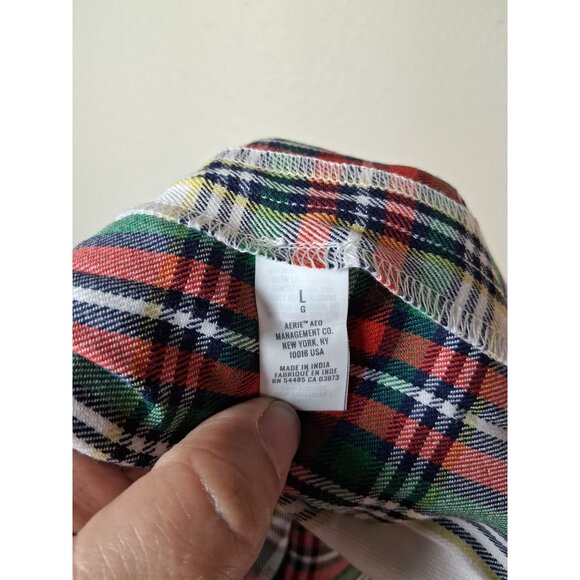 L
G
AERIE™ AEO
MANAGEMENT CO.
NEW YORK, NY
10016 USA
MADE IN INDIA
FABRIQUÉ EN INDE
RN 54485 CA 03873